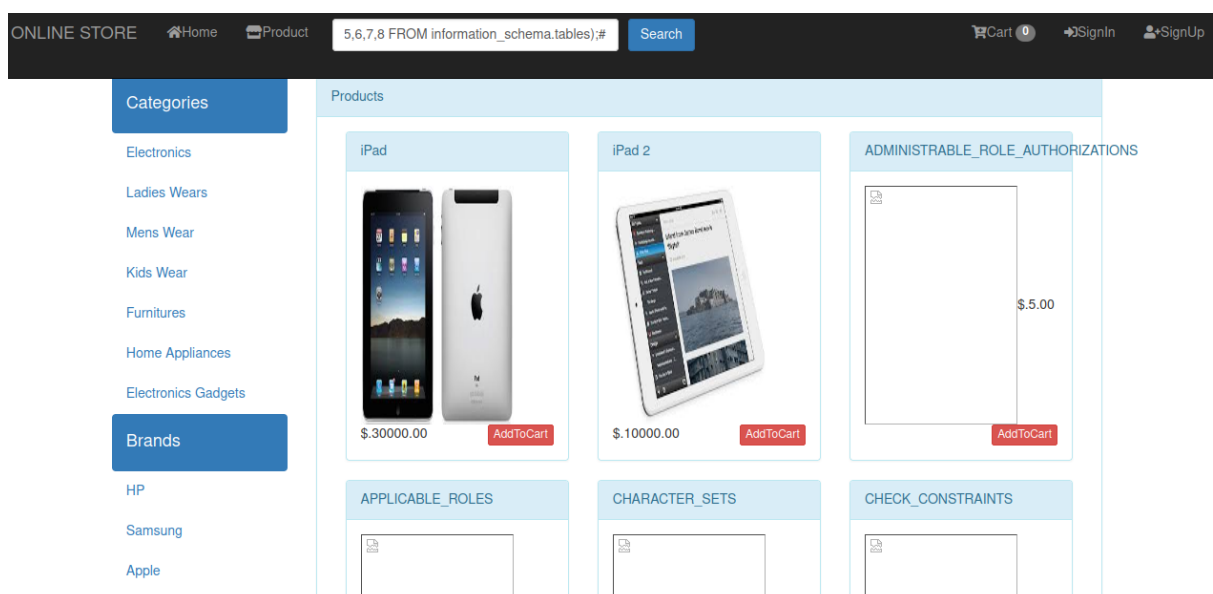 ONLINE STORE Home Product 5,6,7,8 FROM information_schema.tables);# Search Cart 0 SignIn SignUp
Categories
Electronics
Ladies Wears
Mens Wear
Kids Wear
Furnitures
Home Appliances
Electronics Gadgets
Brands
HP
Samsung
Apple
Products
iPad
$.30000.00 AddToCart
iPad 2
$.10000.00 AddToCart
ADMINISTRABLE_ROLE_AUTHORIZATIONS
$.5.00
AddToCart
APPLICABLE_ROLES
CHARACTER_SETS
CHECK_CONSTRAINTS